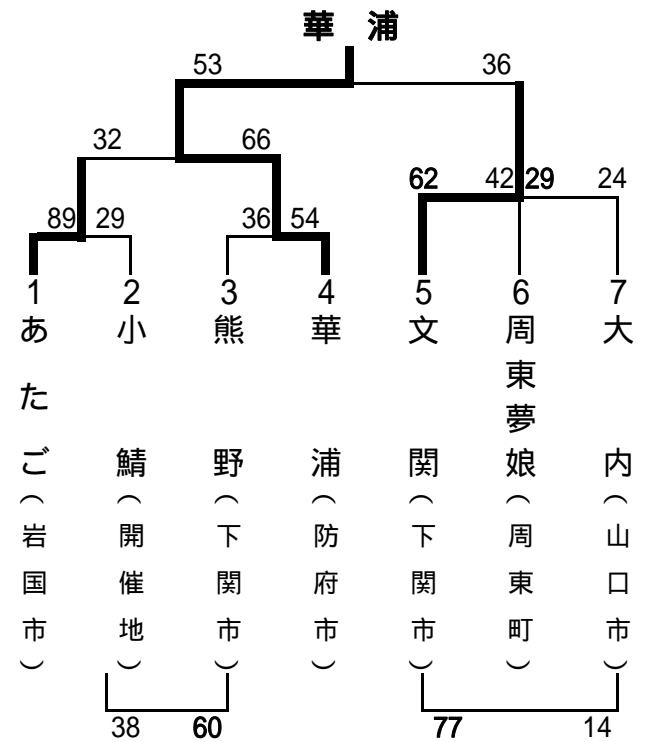 華 浦
53 36
32 66
62 42 29 24
89 29 36 54
1 2 3 4 5 6 7
あたご（岩国市）
小鯖（開催地）
熊野（下関市）
華浦（防府市）
文関（下関市）
周東夢娘（周東町）
大内（山口市）
38 60 77 14